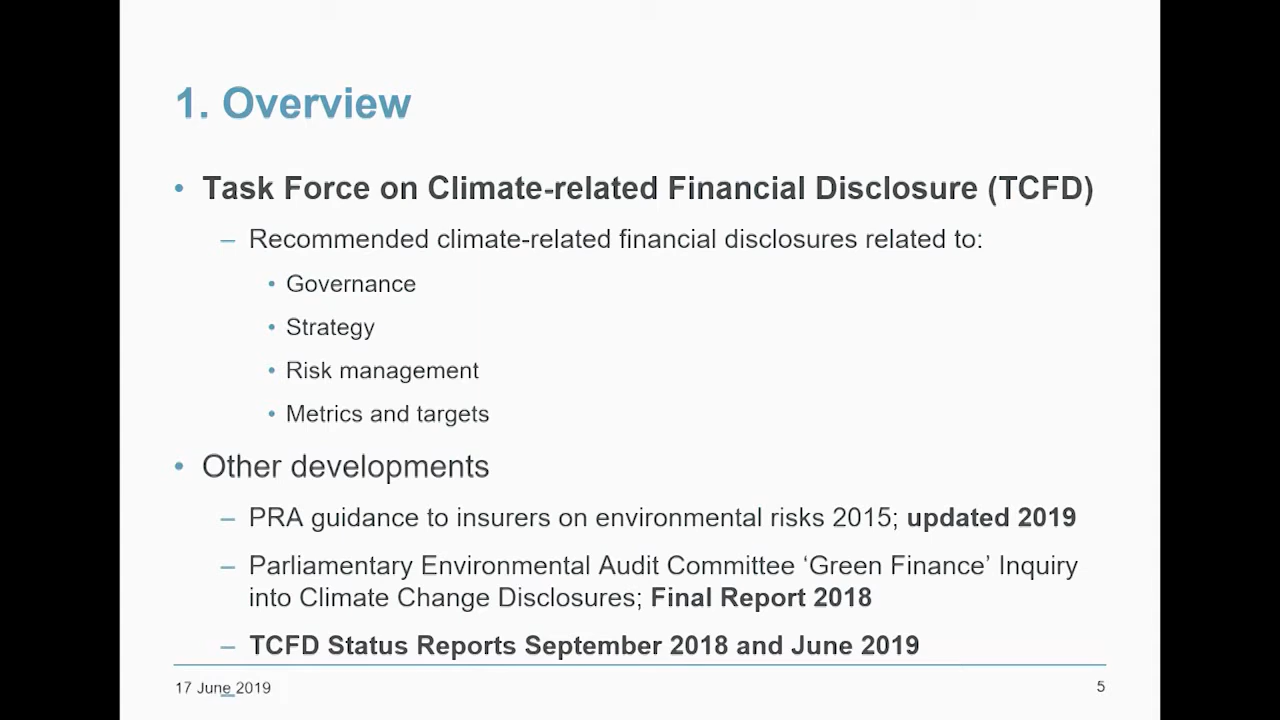 1. Overview
• Task Force on Climate-related Financial Disclosure (TCFD)
– Recommended climate-related financial disclosures related to:
• Governance
• Strategy
• Risk management
• Metrics and targets
• Other developments
– PRA guidance to insurers on environmental risks 2015; updated 2019
– Parliamentary Environmental Audit Committee ‘Green Finance’ Inquiry
into Climate Change Disclosures; Final Report 2018
– TCFD Status Reports September 2018 and June 2019
17 June 2019
5